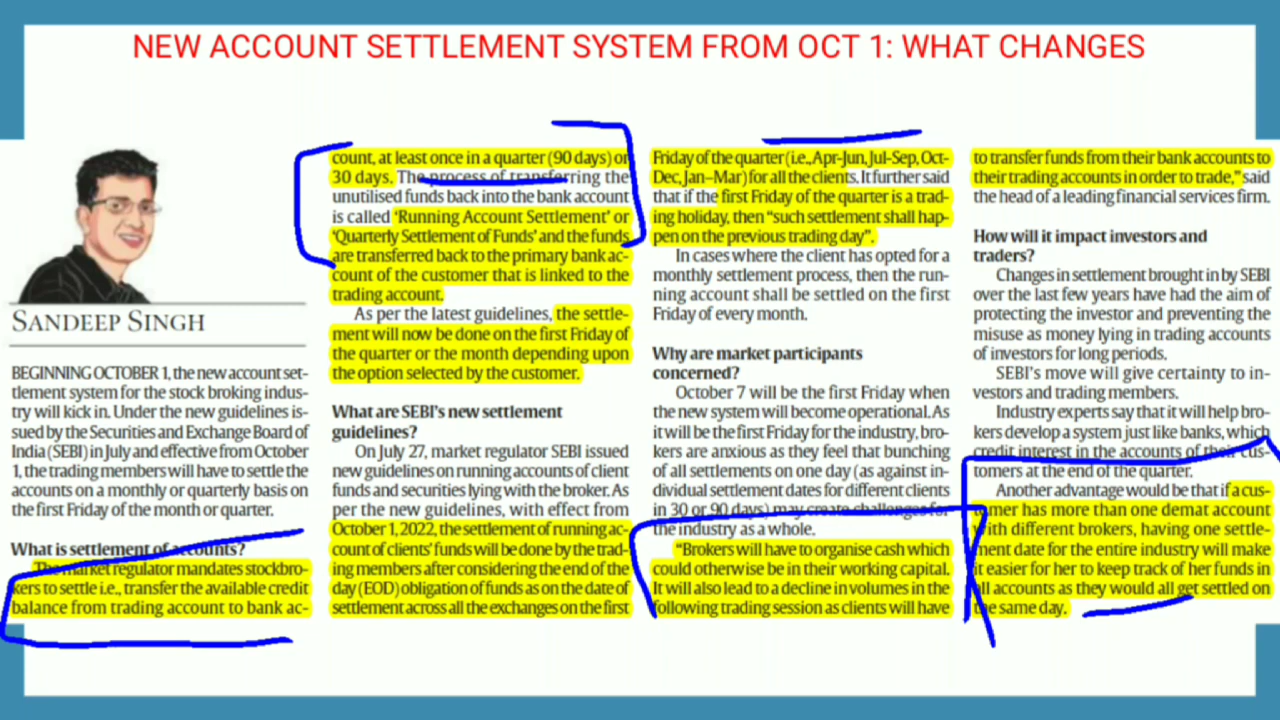 NEW ACCOUNT SETTLEMENT SYSTEM FROM OCT 1: WHAT CHANGES
SANDEEP SINGH
BEGINNING OCTOBER 1, the new account set-
tlement system for the stock broking indus-
try will kick in. Under the new guidelines is-
sued by the Securities and Exchange Board of
India (SEBI) in July and effective from October
1, the trading members will have to settle the
accounts on a monthly or quarterly basis on
the first Friday of the month or quarter.
What is settlement of accounts?
The market regulator mandates stockbro-
kers to settle i.e., transfer the available credit
balance from trading account to bank ac-
count, at least once in a quarter (90 days) or
30 days. The process of transferring the
unutilised funds back into the bank account
is called ‘Running Account Settlement’ or
‘Quarterly Settlement of Funds’ and the funds
are transferred back to the primary bank ac-
count of the customer that is linked to the
trading account.
As per the latest guidelines, the settle-
ment will now be done on the first Friday of
the quarter or the month depending upon
the option selected by the customer.
What are SEBI’s new settlement
guidelines?
On July 27, market regulator SEBI issued
new guidelines on running accounts of client
funds and securities lying with the broker. As
per the new guidelines, with effect from
October 1, 2022, the settlement of running ac-
count of clients’ funds will be done by the trad-
ing members after considering the end of the
day (EOD) obligation of funds as on the date of
settlement across all the exchanges on the first
Friday of the quarter (i.e., Apr-Jun, Jul-Sep, Oct-
Dec, Jan–Mar) for all the clients. It further said
that if the first Friday of the quarter is a trad-
ing holiday, then “such settlement shall hap-
pen on the previous trading day”.
In cases where the client has opted for a
monthly settlement process, then the run-
ning account shall be settled on the first
Friday of every month.
Why are market participants
concerned?
October 7 will be the first Friday when
the new system will become operational. As
it will be the first Friday for the industry, bro-
kers are anxious as they feel that bunching
of all settlements on one day (as against in-
dividual settlement dates for different clients
in 30 or 90 days) may create challenges for
the industry as a whole.
“Brokers will have to organise cash which
could otherwise be in their working capital.
It will also lead to a decline in volumes in the
following trading session as clients will have
to transfer funds from their bank accounts to
their trading accounts in order to trade,” said
the head of a leading financial services firm.
How will it impact investors and
traders?
Changes in settlement brought in by SEBI
over the last few years have had the aim of
protecting the investor and preventing the
misuse as money lying in trading accounts
of investors for long periods.
SEBI’s move will give certainty to in-
vestors and trading members.
Industry experts say that it will help bro-
kers develop a system just like banks, which
credit interest in the accounts of their cus-
tomers at the end of the quarter.
Another advantage would be that if a cus-
tomer has more than one demat account
with different brokers, having one settle-
ment date for the entire industry will make
it easier for her to keep track of her funds in
all accounts as they would all get settled on
the same day.